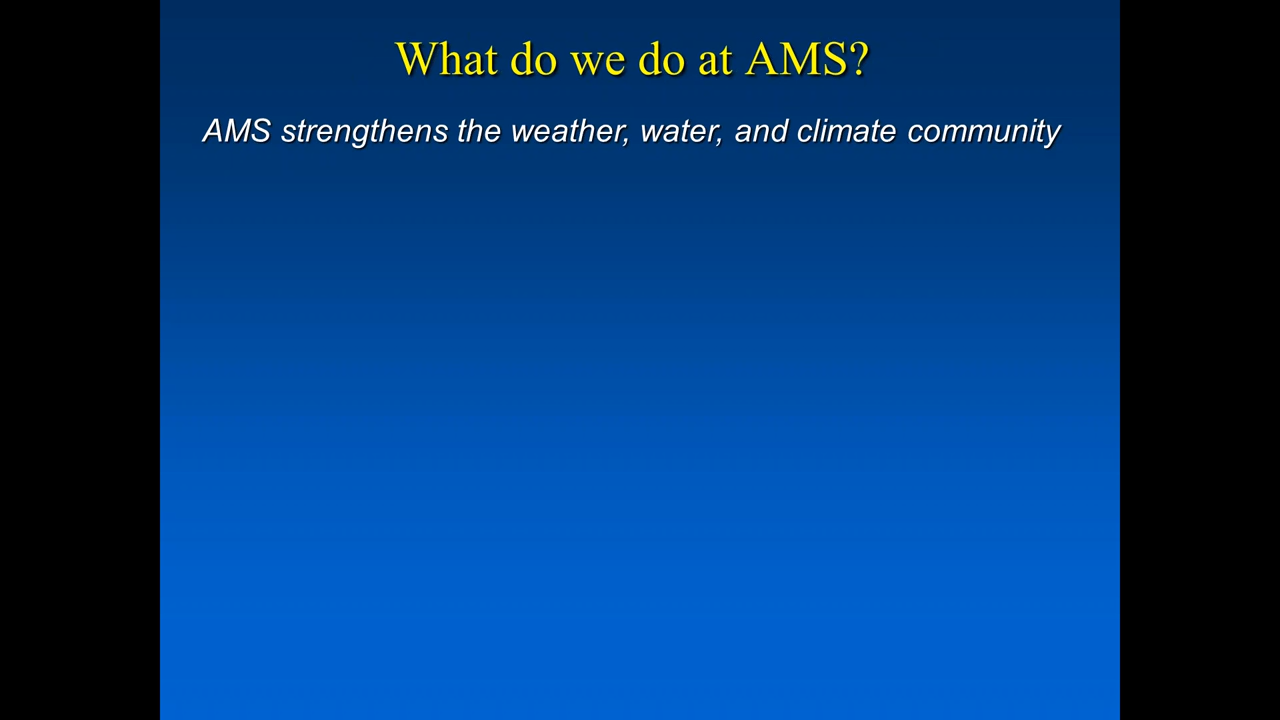 What do we do at AMS?
AMS strengthens the weather, water, and climate community